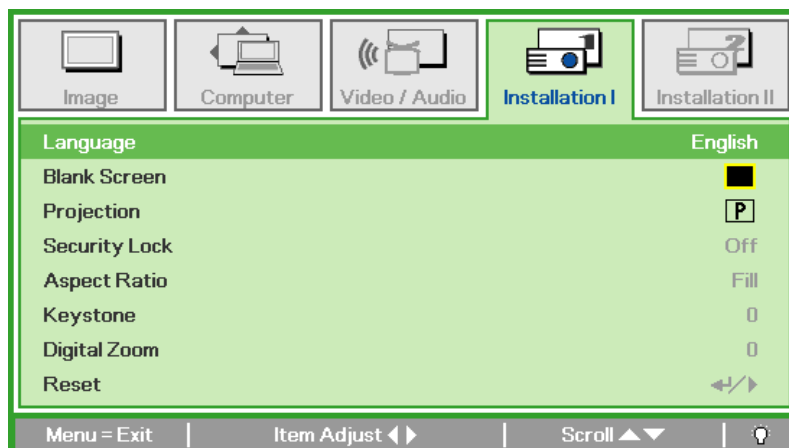 Image Computer Video / Audio Installation I Installation II
Language English
Blank Screen
Projection P
Security Lock Off
Aspect Ratio Fill
Keystone 0
Digital Zoom 0
Reset
Menu = Exit Item Adjust Scroll